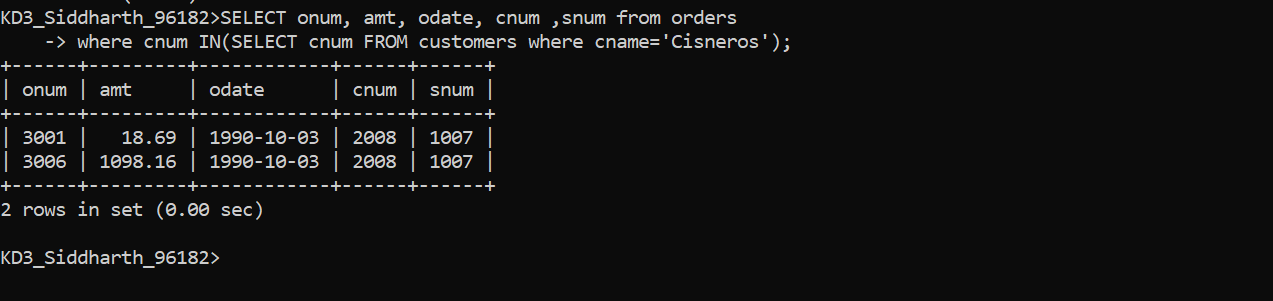 KD3_Siddharth_96182>SELECT onum, amt, odate, cnum ,snum from orders
    -> where cnum IN(SELECT cnum FROM customers where cname='Cisneros');
+------+---------+------------+------+------+
| onum | amt     | odate      | cnum | snum |
+------+---------+------------+------+------+
| 3001 |   18.69 | 1990-10-03 | 2008 | 1007 |
| 3006 | 1098.16 | 1990-10-03 | 2008 | 1007 |
+------+---------+------------+------+------+
2 rows in set (0.00 sec)
KD3_Siddharth_96182>